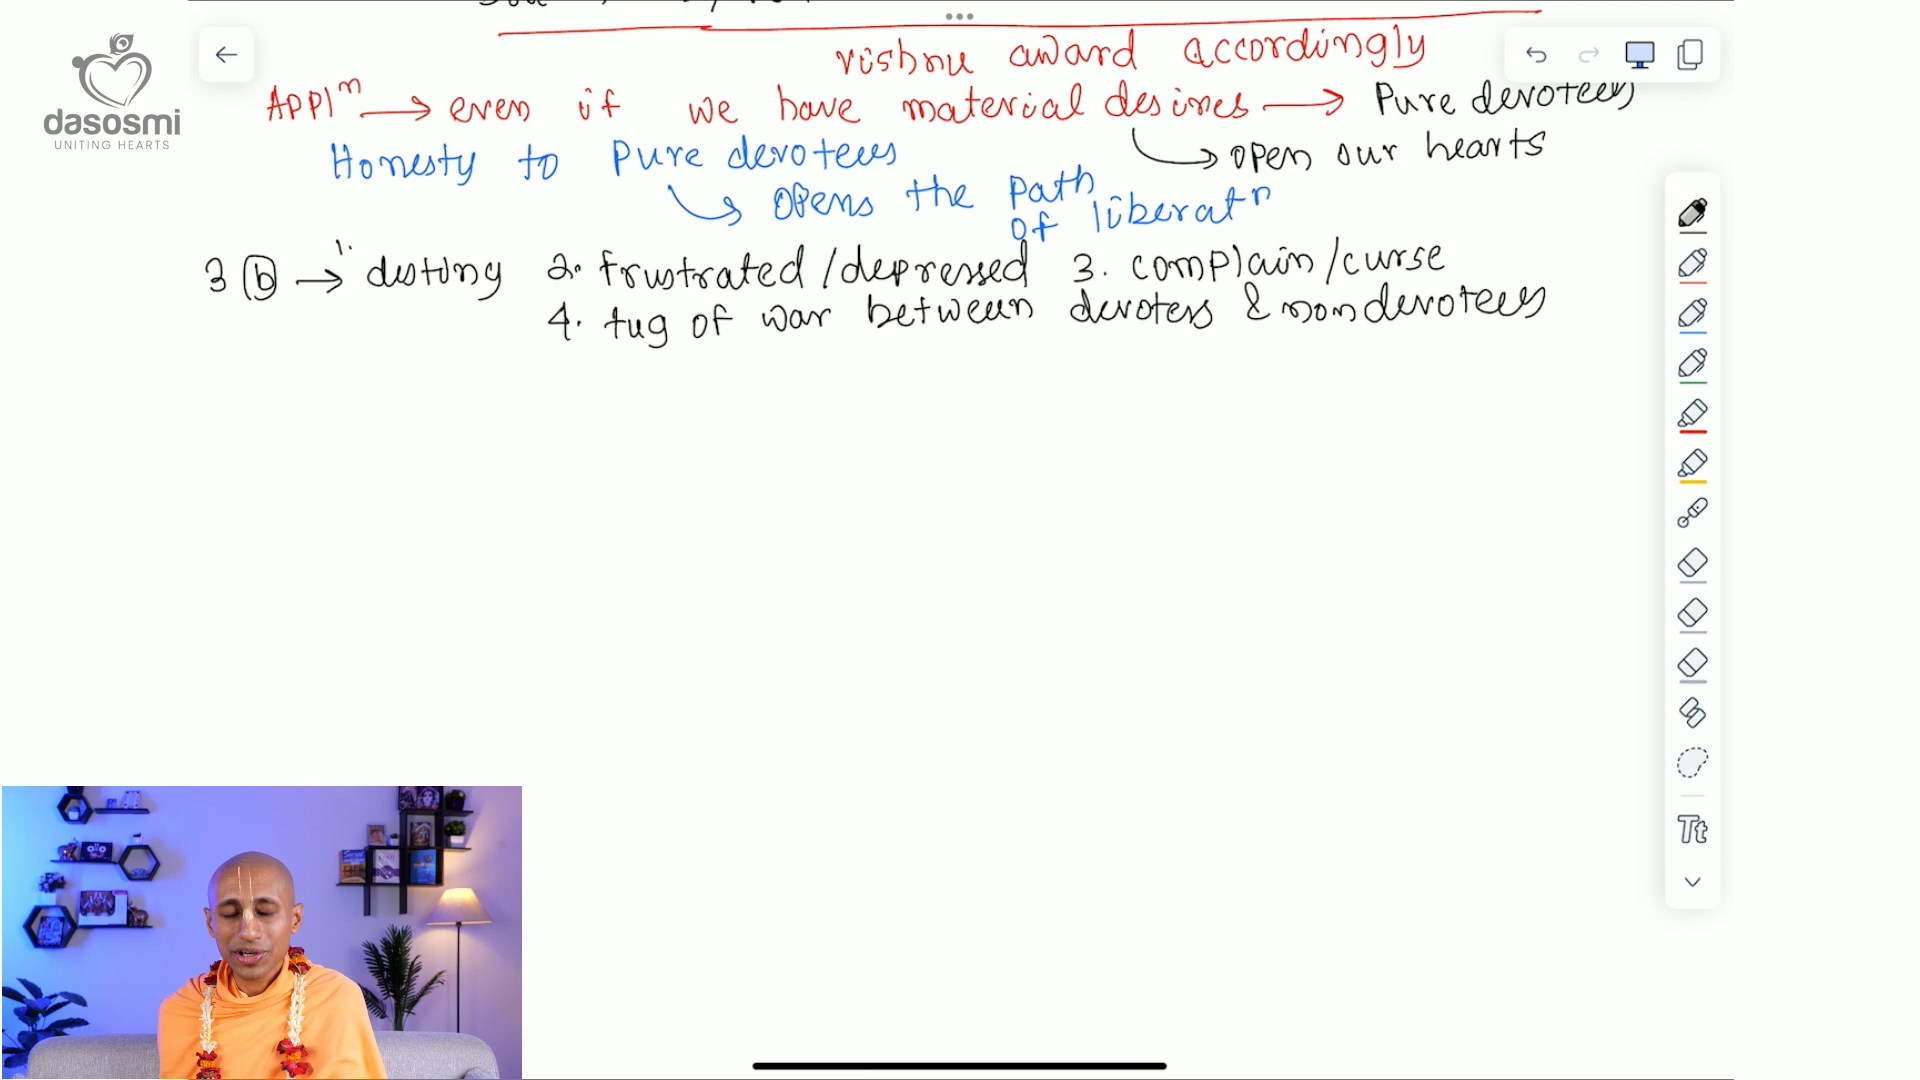 dasosmi
UNITING HEARTS
vishnu award accordingly
Appln → even if we have material desires → Pure devotees
↳ open our hearts
Honesty to Pure devotees
↳ opens the path
of liberatn
3 (b) → 1. destiny 2. frustrated/depressed 3. complain/curse
4. tug of war between devotees & nondevotees
Tt